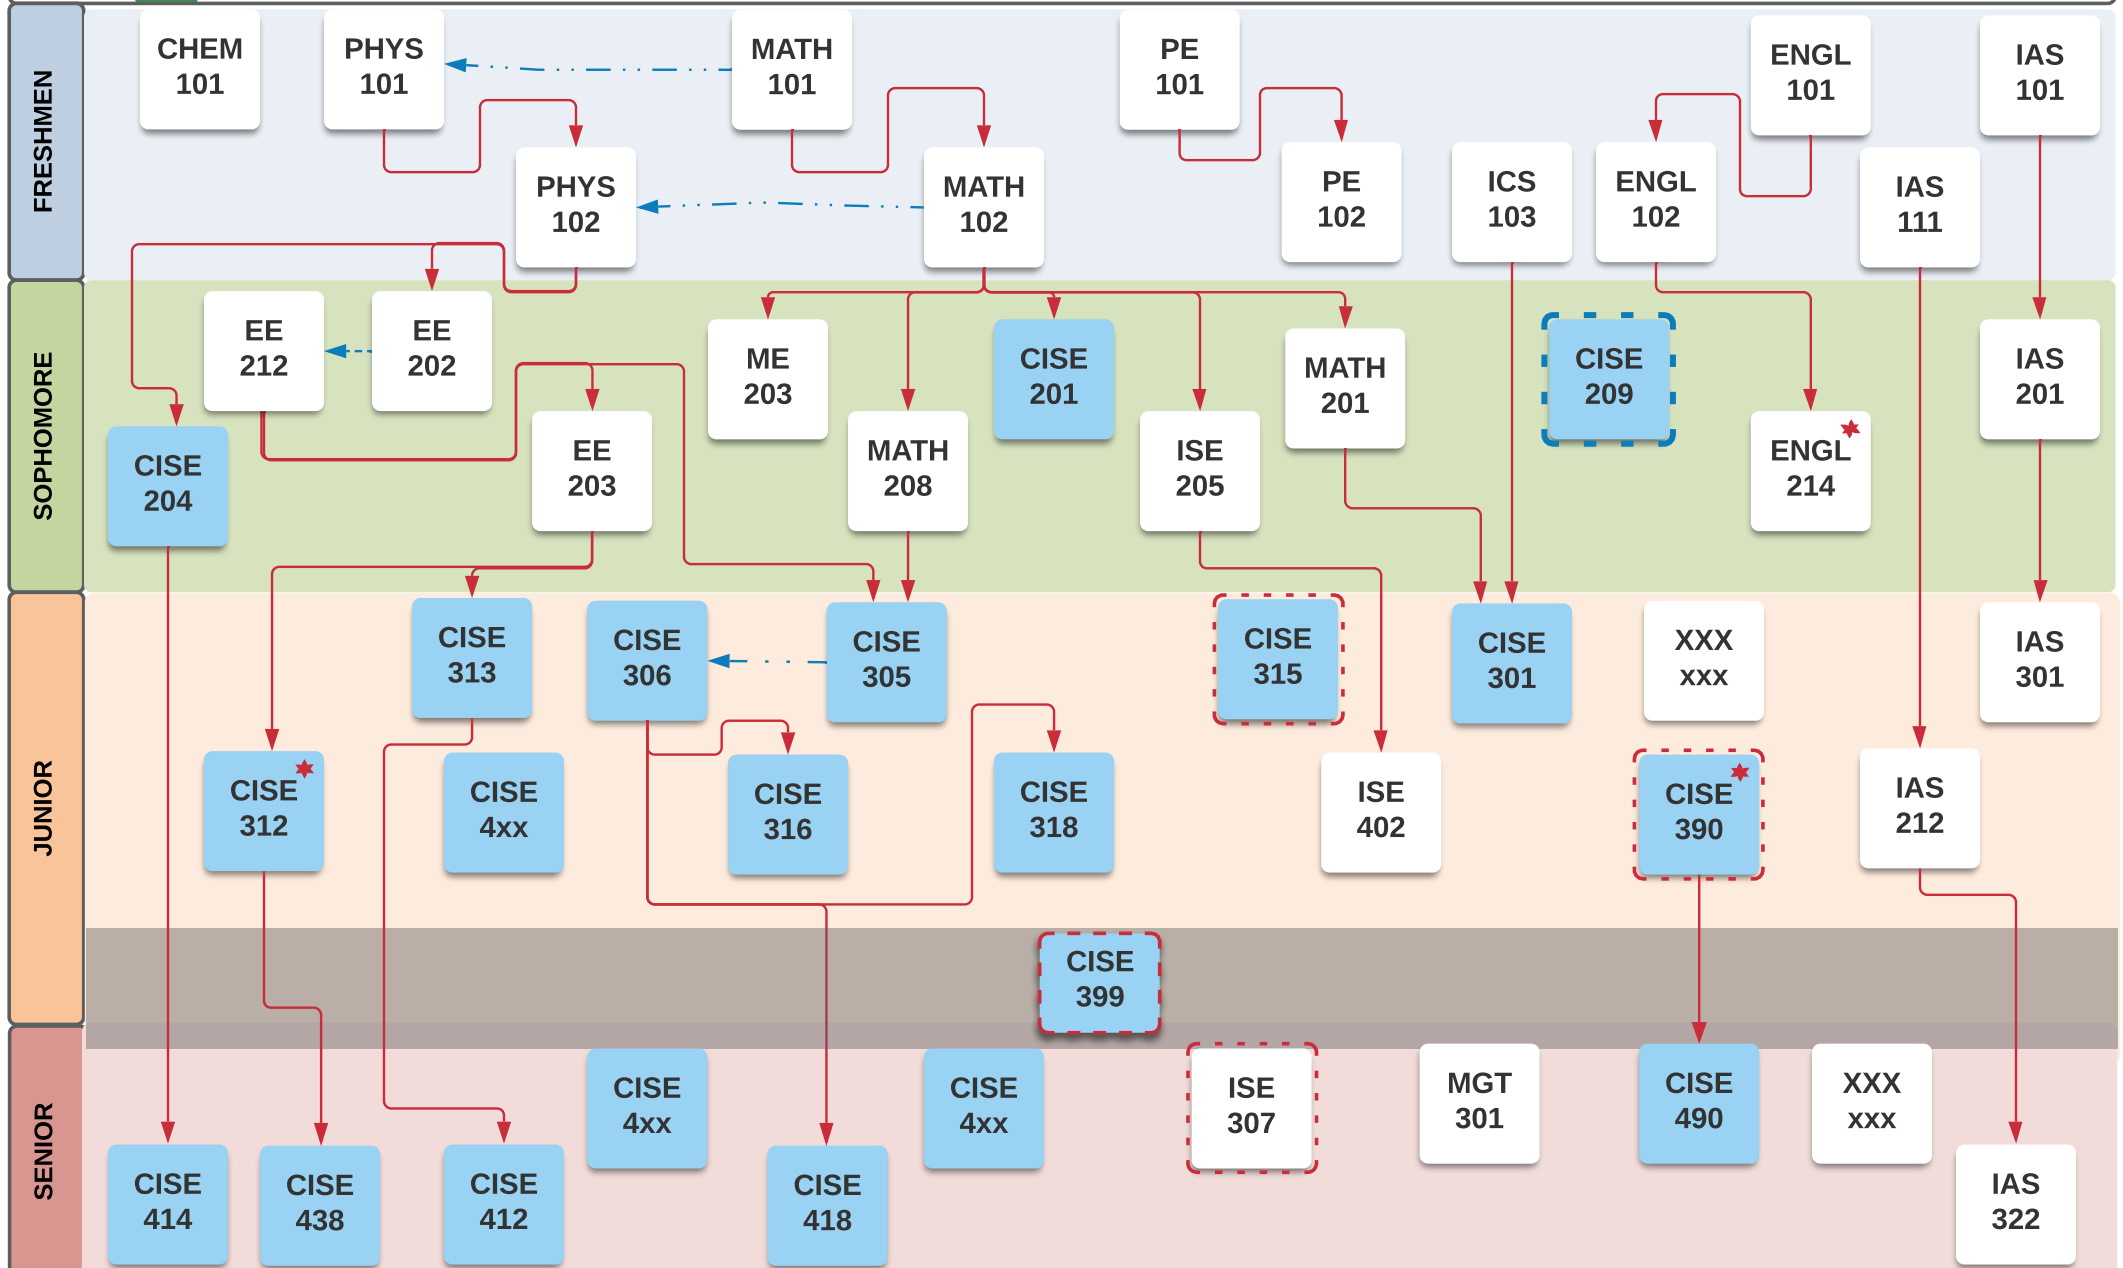 FRESHMEN
CHEM
101
PHYS
101
MATH
101
PE
101
ENGL
101
IAS
101
PHYS
102
MATH
102
PE
102
ICS
103
ENGL
102
IAS
111
SOPHOMORE
EE
212
EE
202
ME
203
CISE
201
MATH
201
CISE
209
IAS
201
CISE
204
EE
203
MATH
208
ISE
205
ENGL
214
JUNIOR
CISE
313
CISE
306
CISE
305
CISE
315
CISE
301
XXX
xxx
IAS
301
CISE
312
CISE
4xx
CISE
316
CISE
318
ISE
402
CISE
390
IAS
212
CISE
399
SENIOR
CISE
4xx
CISE
4xx
ISE
307
MGT
301
CISE
490
XXX
xxx
CISE
414
CISE
438
CISE
412
CISE
418
IAS
322